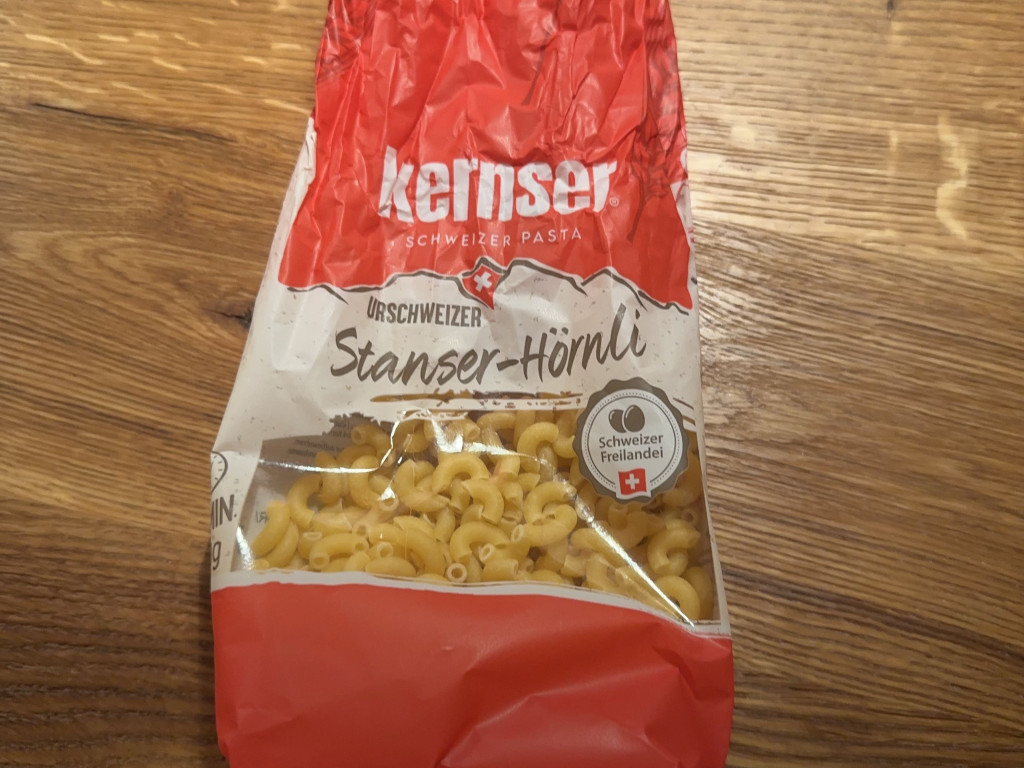 kernser®
SCHWEIZER PASTA
URSCHWEIZER
Stanser-Hörnli
Schweizer
Freilandei
MIN
g